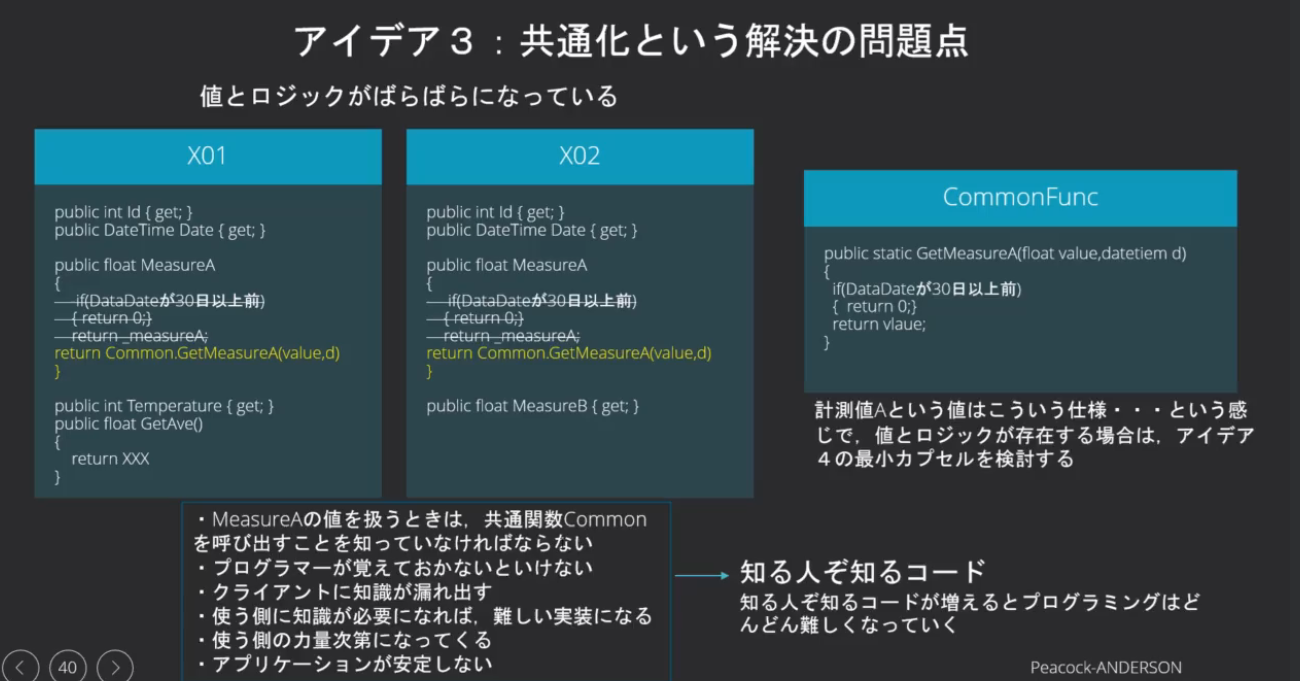 アイデア３：共通化という解決の問題点
値とロジックがばらばらになっている
X01
public int Id { get; }
public DateTime Date { get; }
public float MeasureA
{
if(DataDateが30日以上前)
{ return 0;}
return _measureA;
return Common.GetMeasureA(value,d)
}
public int Temperature { get; }
public float GetAve()
{
return XXX
}
X02
public int Id { get; }
public DateTime Date { get; }
public float MeasureA
{
if(DataDateが30日以上前)
{ return 0;}
return _measureA;
return Common.GetMeasureA(value,d)
}
public float MeasureB { get; }
CommonFunc
public static GetMeasureA(float value,datetiem d)
{
if(DataDateが30日以上前)
{ return 0;}
return vlaue;
}
計測値Aという値はこういう仕様・・・という感
じで，値とロジックが存在する場合は，アイデア
４の最小カプセルを検討する
・MeasureAの値を扱うときは，共通関数Common
を呼び出すことを知っていなければならない
・プログラマーが覚えておかないといけない
・クライアントに知識が漏れ出す
・使う側に知識が必要になれば，難しい実装になる
・使う側の力量次第になってくる
・アプリケーションが安定しない
知る人ぞ知るコード
知る人ぞ知るコードが増えるとプログラミングはど
んどん難しくなっていく
40
Peacock-ANDERSON